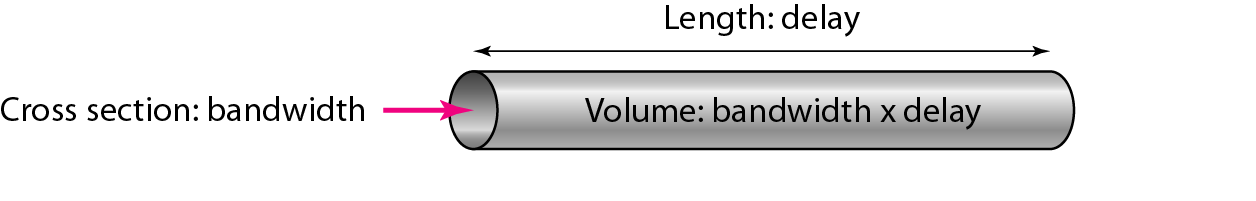 Length: delay
Cross section: bandwidth
Volume: bandwidth x delay